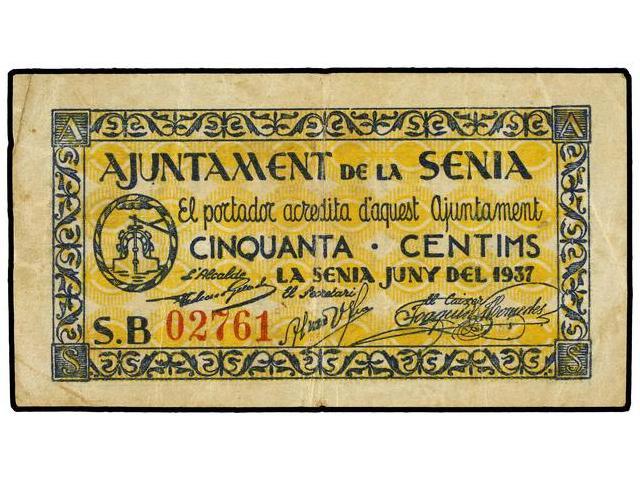 A A
AJUNTAMENT DE LA SENIA
El portador acredita d'aquest Ajuntament
CINQUANTA · CENTIMS
LA SENIA JUNY DEL 1937
L'Alcalde
El Secretari
El Caixer
S.B 02761
Joaquin
S S